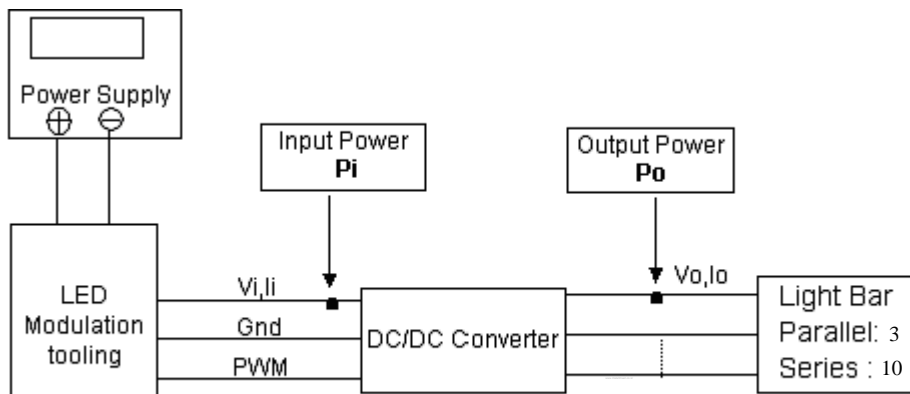 Power Supply
Input Power
Pi
Output Power
Po
Vi,Ii
Vo,Io
LED
Modulation
tooling
Gnd
PWM
DC/DC Converter
Light Bar
Parallel: 3
Series : 10